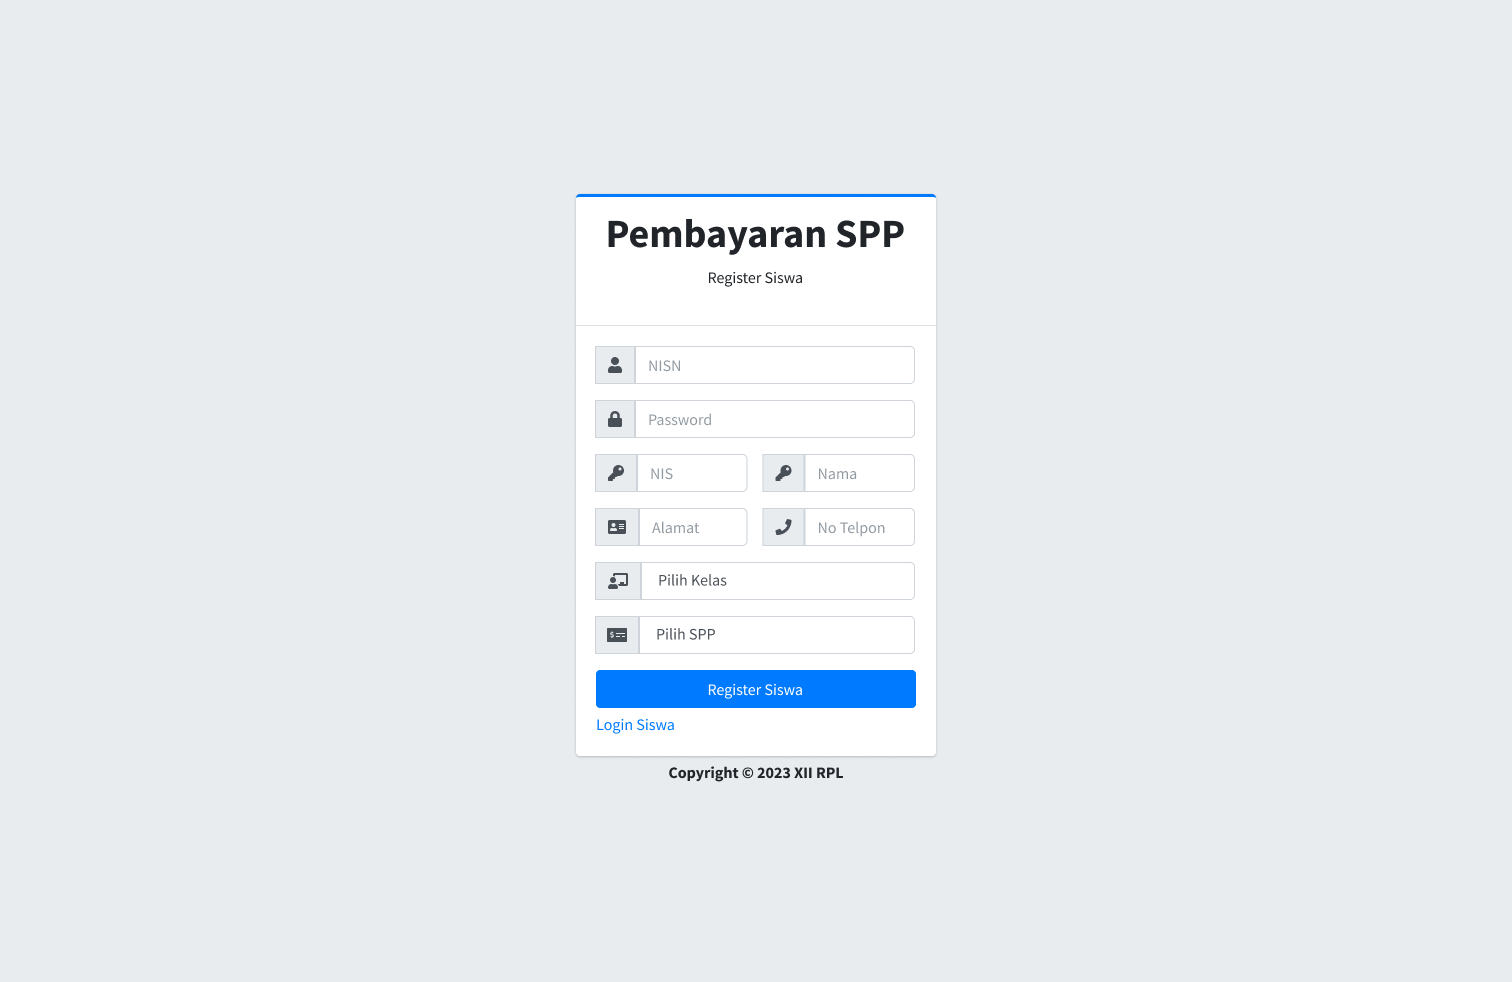 Pembayaran SPP
Register Siswa
NISN
Password
NIS
Nama
Alamat
No Telpon
Pilih Kelas
Pilih SPP
Register Siswa
Login Siswa
Copyright © 2023 XII RPL